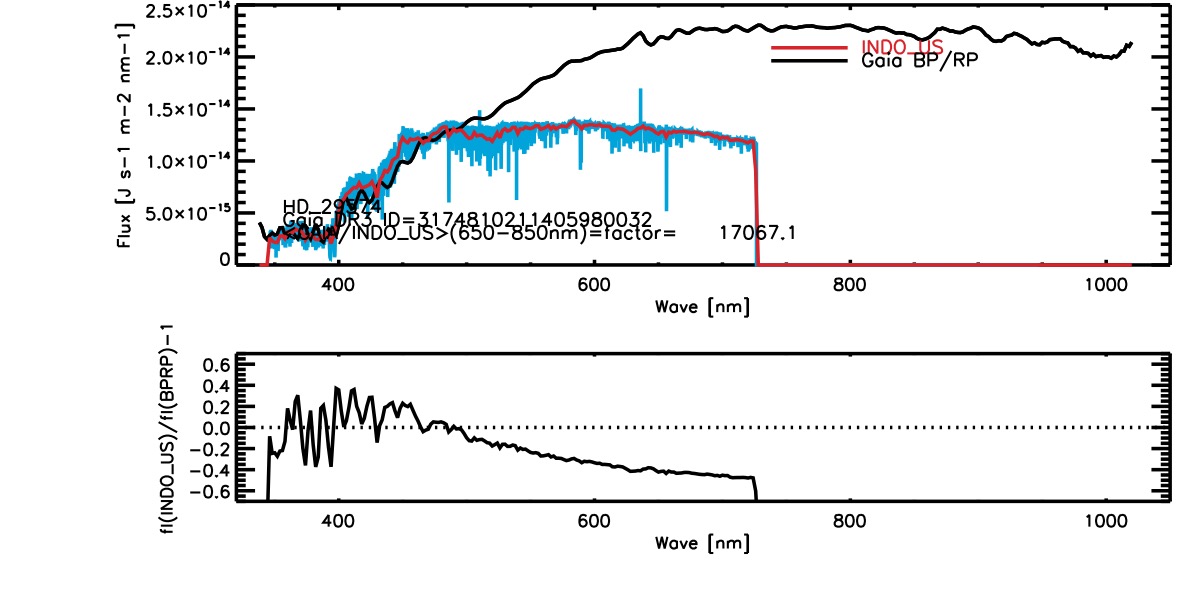 2.5×10−14
2.0×10−14
1.5×10−14
1.0×10−14
5.0×10−15
0
Flux [J s−1 m−2 nm−1]
INDO_US
Gaia BP/RP
Gaia DR3 ID=3174810211405980032
/INDO_US>(650−850nm)=factor= 17067.1
400 600 800 1000
Wave [nm]
0.6
0.4
0.2
0.0
−0.2
−0.4
−0.6
fl(INDO_US)/fl(BPRP)−1
400 600 800 1000
Wave [nm]